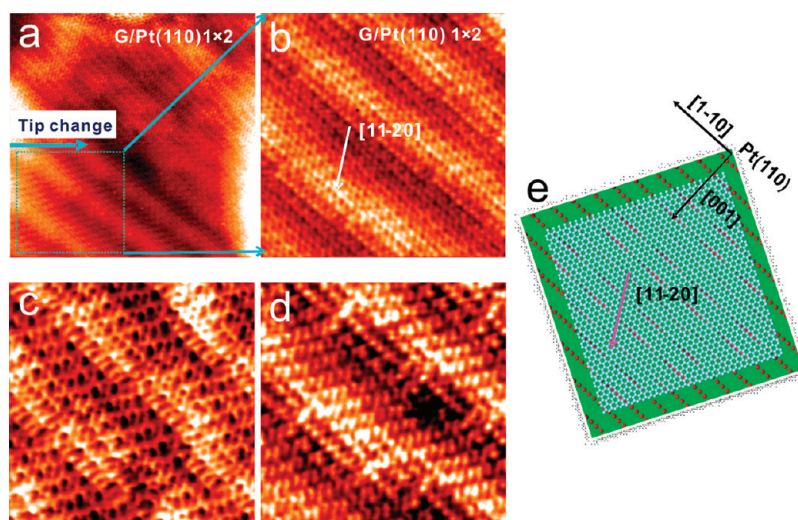 a
G/Pt(110)1×2
Tip change
b
G/Pt(110) 1×2
[11-20]
c
d
e
[1-10]
Pt(110)
[001]
[11-20]